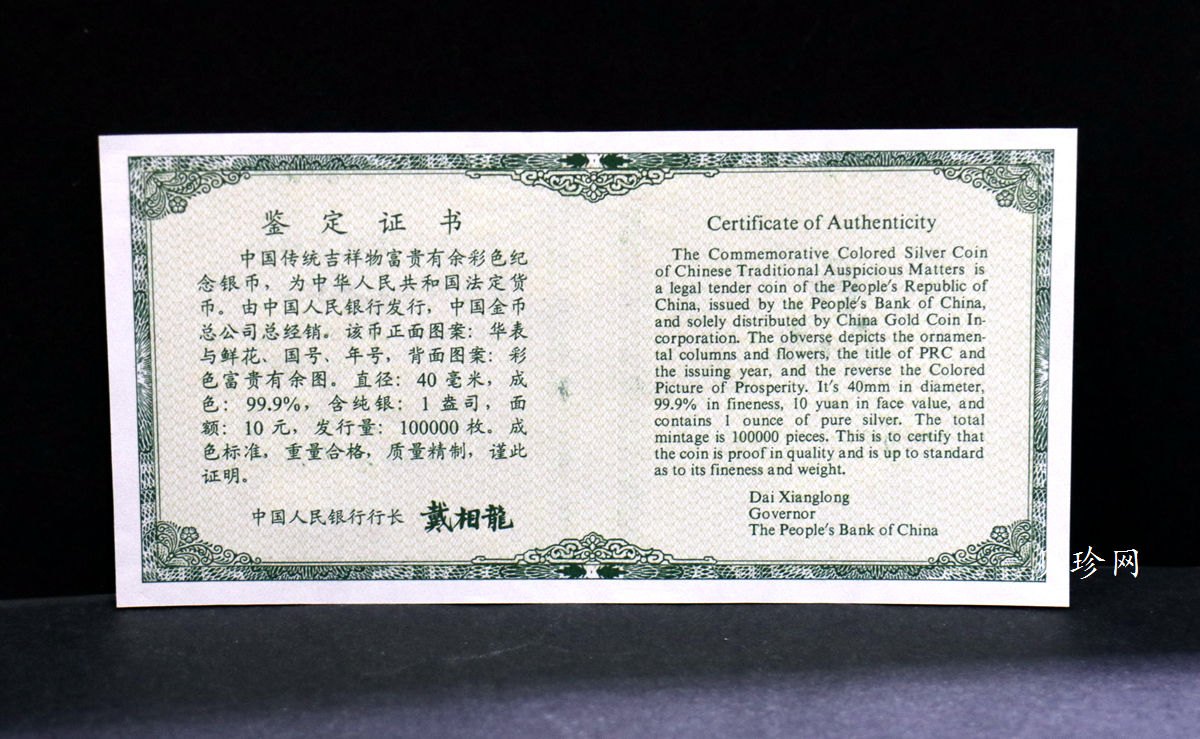 鉴定证书
中国传统吉祥物富贵有余彩色纪
念银币，为中华人民共和国法定货
币。由中国人民银行发行，中国金币
总公司总经销。该币正面图案：华表
与鲜花、国号、年号，背面图案：彩
色富贵有余图。直径：40毫米，成
色：99.9%，含纯银：1盎司，面
额：10元，发行量：100000枚。成
色标准，重量合格，质量精制，谨此
证明。
中国人民银行行长 戴相龍
Certificate of Authenticity
The Commemorative Colored Silver Coin
of Chinese Traditional Auspicious Matters is
a legal tender coin of the People's Republic of
China, issued by the People's Bank of China,
and solely distributed by China Gold Coin In-
corporation. The obverse depicts the ornamen-
tal columns and flowers, the title of PRC and
the issuing year, and the reverse the Colored
Picture of Prosperity. It's 40mm in diameter,
99.9% in fineness, 10 yuan in face value, and
contains 1 ounce of pure silver. The total
mintage is 100000 pieces. This is to certify that
the coin is proof in quality and is up to standard
as to its fineness and weight.
Dai Xianglong
Governor
The People's Bank of China
珍网